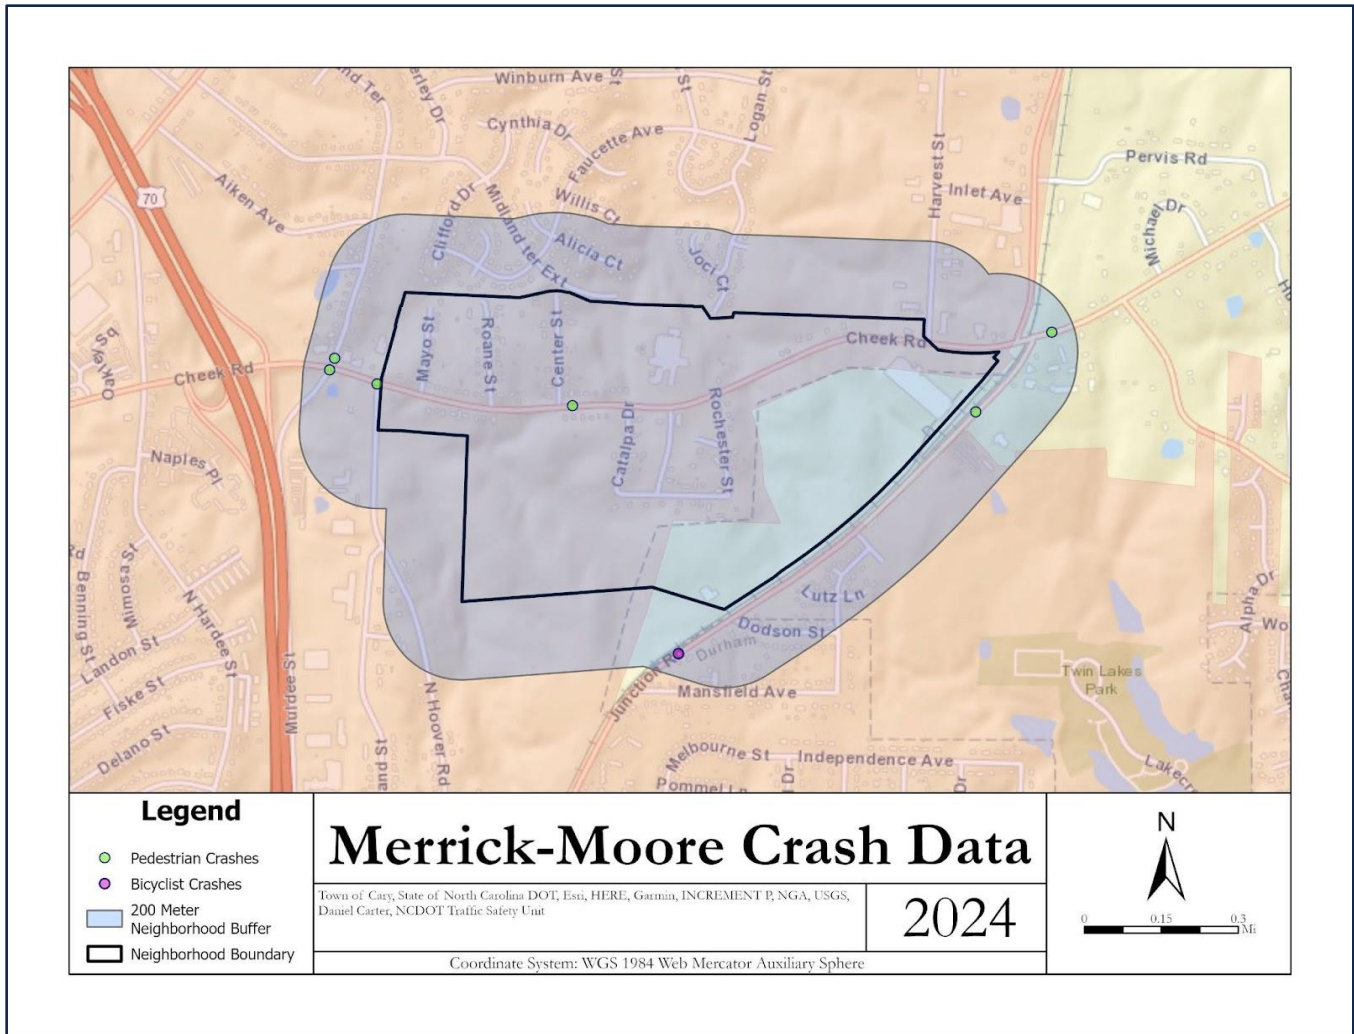 Winburn Ave
Cynthia Dr
Faucette Ave
Logan St
Harvest St
Pervis Rd
70
Aiken Ave
Clifford Dr
Midland ter Ext
Willis Ct
Alicia Ct
Joci Ct
Inlet Ave
Michael Dr
Oakley Sq
Cheek Rd
Mayo St
Roane St
Center St
Cheek Rd
Catalpa Dr
Rochester St
Naples Pl
Rd
Benning St
Mimosa St
N Hardee St
Landon St
Fiske St
Delano St
Murdee St
N Hoover Rd
Lutz Ln
Dodson St
Durham
Junction R
Mansfield Ave
Melbourne St
Independence Ave
Dr
Dr
Twin Lakes
Park
Alpha Dr
Legend
Pedestrian Crashes
Bicyclist Crashes
200 Meter
Neighborhood Buffer
Neighborhood Boundary
Merrick-Moore Crash Data
Town of Cary, State of North Carolina DOT, Esri, HERE, Garmin, INCREMENT P, NGA, USGS,
Daniel Carter, NCDOT Traffic Safety Unit
2024
Coordinate System: WGS 1984 Web Mercator Auxiliary Sphere
N
0 0.15 0.3
Mi